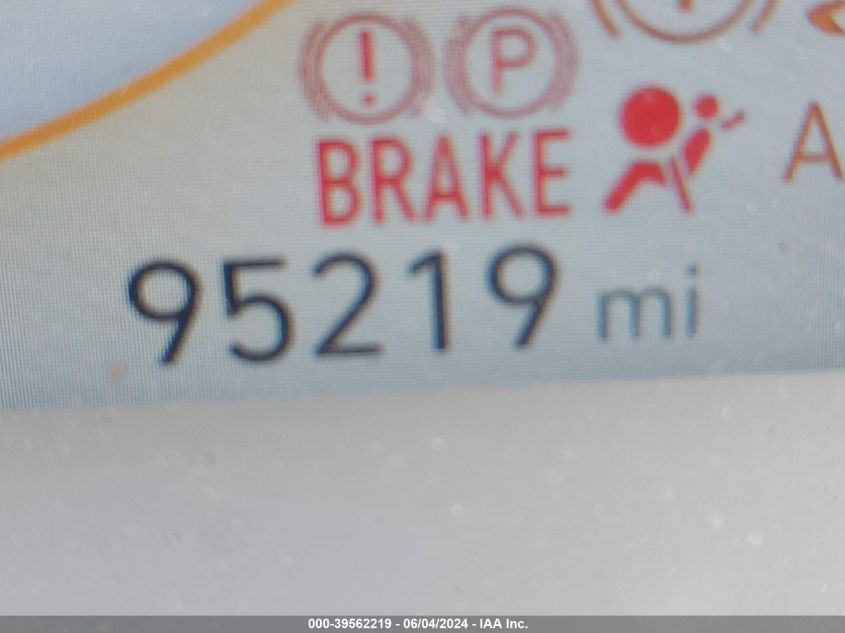 ! P
BRAKE
A
95219 mi
000-39562219 - 06/04/2024 - IAA Inc.